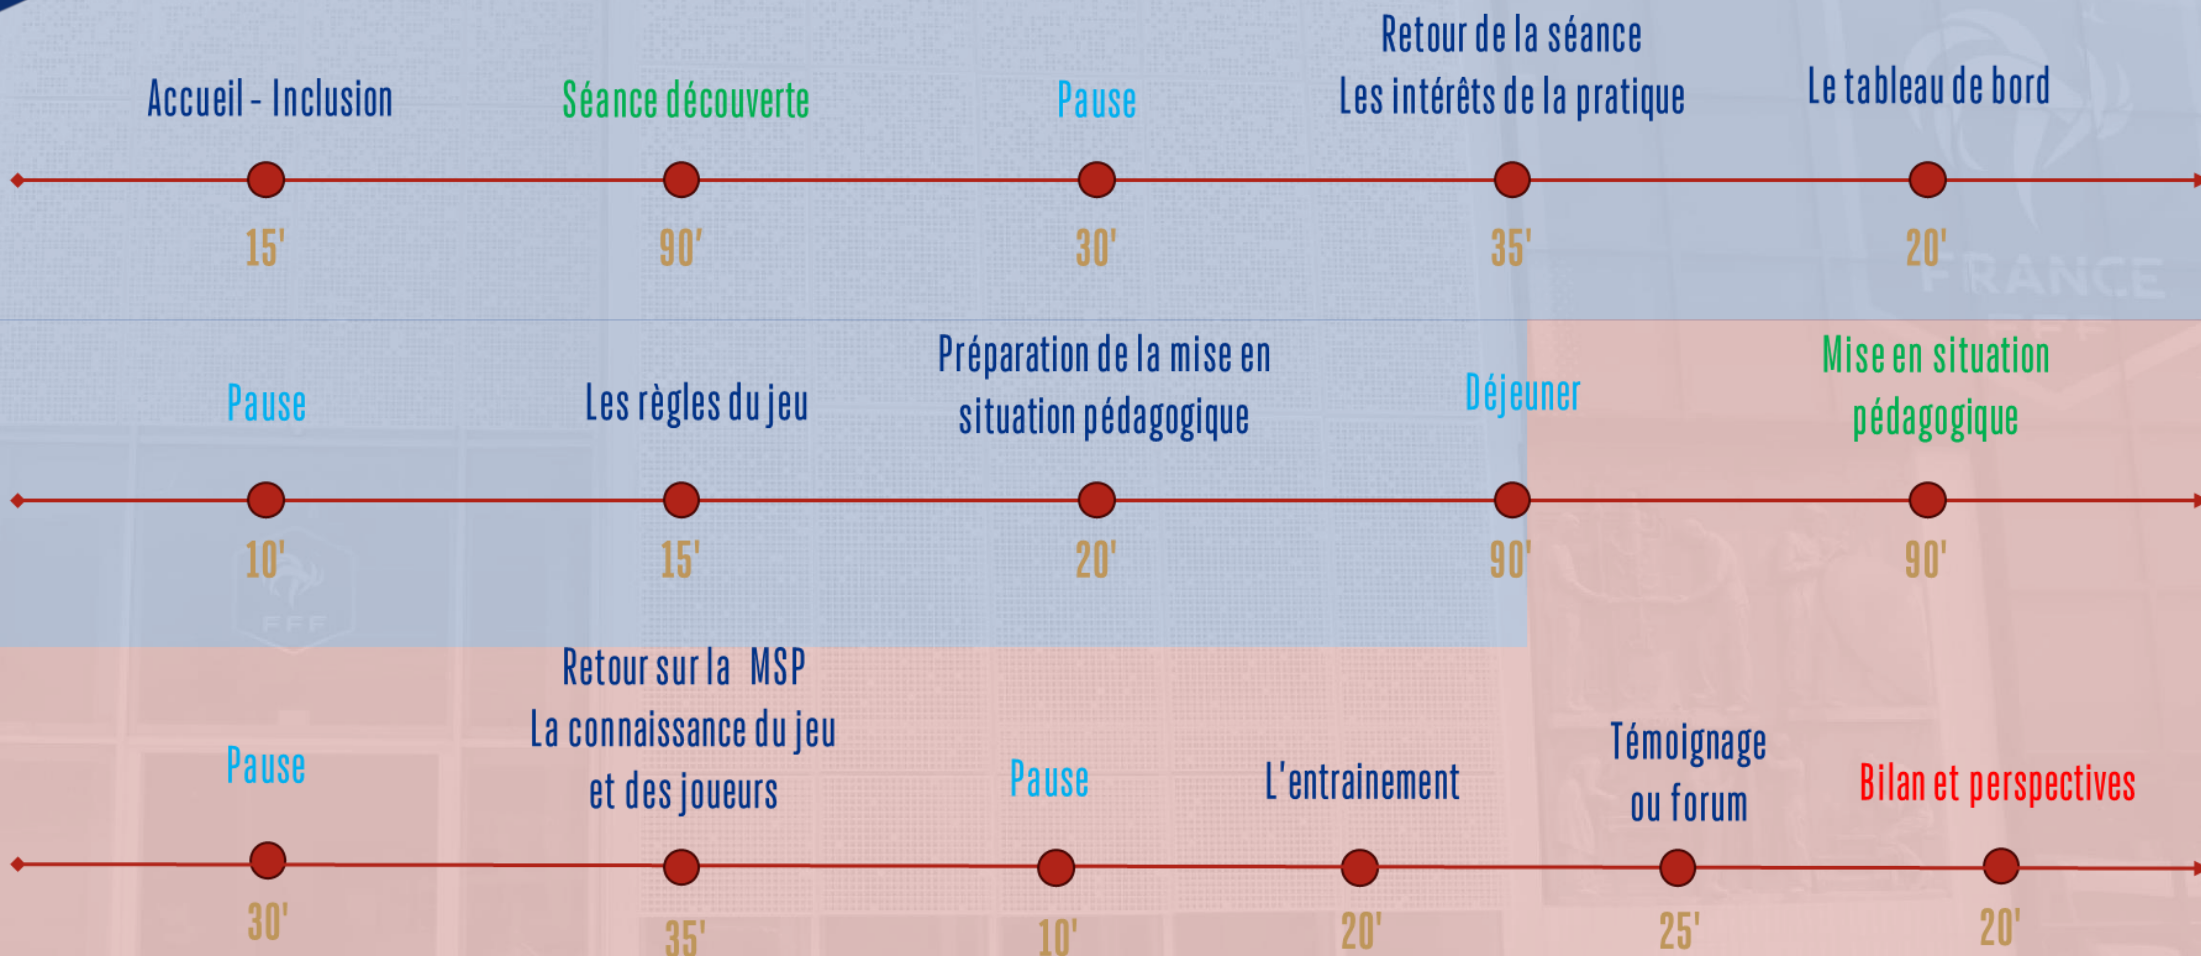 Accueil - Inclusion
Séance découverte
Pause
Retour de la séance
Les intérêts de la pratique
Le tableau de bord
15'
90'
30'
35'
20'
FRANCE
FFF
Pause
Les règles du jeu
Préparation de la mise en
situation pédagogique
Déjeuner
Mise en situation
pédagogique
10'
15'
20'
90'
90'
FFF
Pause
Retour sur la MSP
La connaissance du jeu
et des joueurs
Pause
L'entrainement
Témoignage
ou forum
Bilan et perspectives
30'
35'
10'
20'
25'
20'